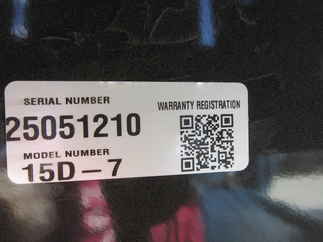 SERIAL NUMBER
25051210
MODEL NUMBER
15D-7
WARRANTY REGISTRATION